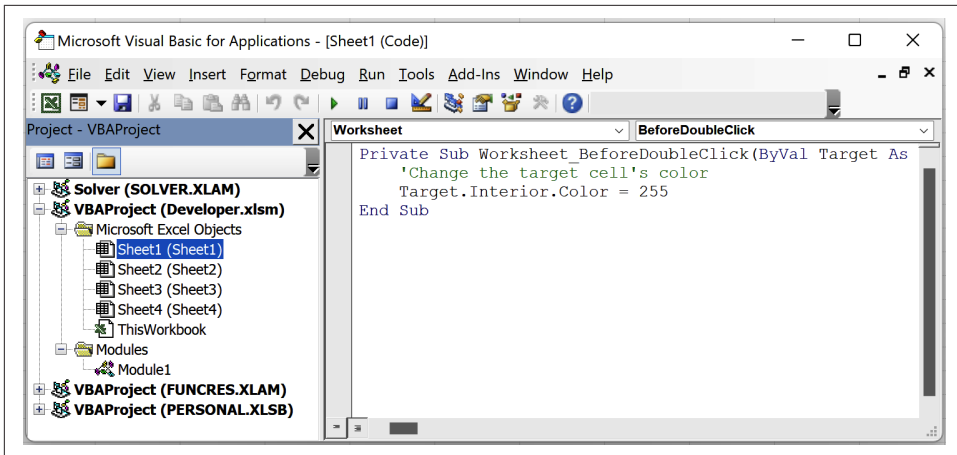 Microsoft Visual Basic for Applications - [Sheet1 (Code)]
File Edit View Insert Format Debug Run Tools Add-Ins Window Help
Project - VBAProject
Worksheet
BeforeDoubleClick
Solver (SOLVER.XLAM)
VBAProject (Developer.xlsm)
Microsoft Excel Objects
Sheet1 (Sheet1)
Sheet2 (Sheet2)
Sheet3 (Sheet3)
Sheet4 (Sheet4)
ThisWorkbook
Modules
Module1
VBAProject (FUNCRES.XLAM)
VBAProject (PERSONAL.XLSB)
Private Sub Worksheet_BeforeDoubleClick(ByVal Target As
'Change the target cell's color
Target.Interior.Color = 255
End Sub